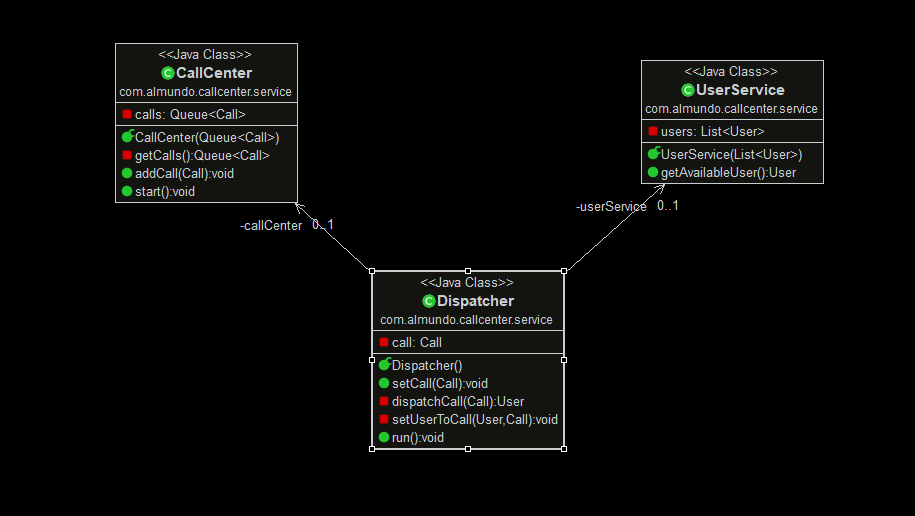 <<Java Class>>
CallCenter
com.almundo.callcenter.service
calls: Queue<Call>
CallCenter(Queue<Call>)
getCalls():Queue<Call>
addCall(Call):void
start():void
<<Java Class>>
UserService
com.almundo.callcenter.service
users: List<User>
UserService(List<User>)
getAvailableUser():User
-callCenter 0..1
-userService 0..1
<<Java Class>>
Dispatcher
com.almundo.callcenter.service
call: Call
Dispatcher()
setCall(Call):void
dispatchCall(Call):User
setUserToCall(User,Call):void
run():void